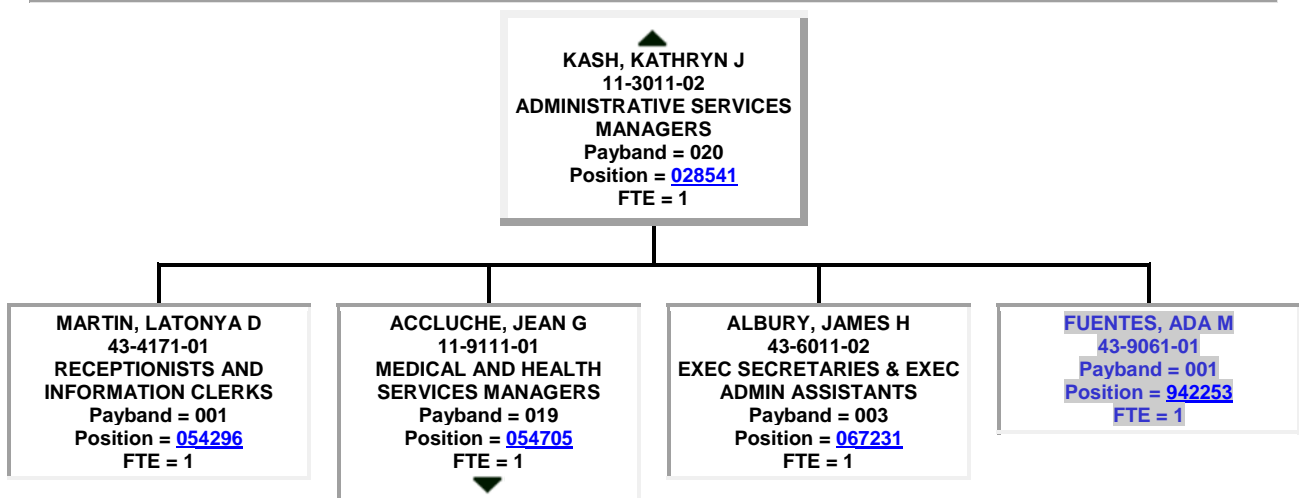 KASH, KATHRYN J
11-3011-02
ADMINISTRATIVE SERVICES
MANAGERS
Payband = 020
Position = 028541
FTE = 1
MARTIN, LATONYA D
43-4171-01
RECEPTIONISTS AND
INFORMATION CLERKS
Payband = 001
Position = 054296
FTE = 1
ACCLUCHE, JEAN G
11-9111-01
MEDICAL AND HEALTH
SERVICES MANAGERS
Payband = 019
Position = 054705
FTE = 1
ALBURY, JAMES H
43-6011-02
EXEC SECRETARIES & EXEC
ADMIN ASSISTANTS
Payband = 003
Position = 067231
FTE = 1
FUENTES, ADA M
43-9061-01
Payband = 001
Position = 942253
FTE = 1